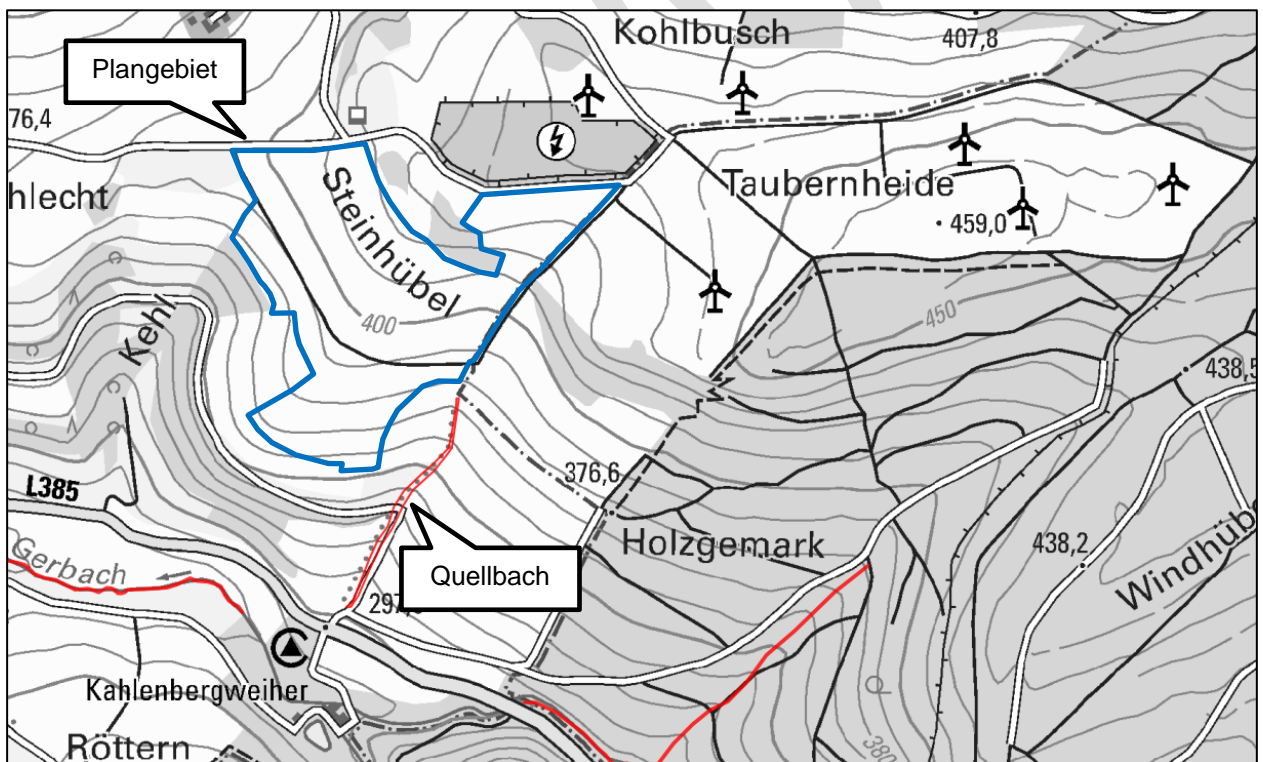 Kohlbusch
407,8
Plangebiet
76,4
hlecht
Steinhübel
Taubernheide
459,0
400
Kehl
450
438,5
L385
376,6
Holzgemark
438,2
Windhübe
Gerbach
Quellbach
297,
Kahlenbergweiher
Röttern
380